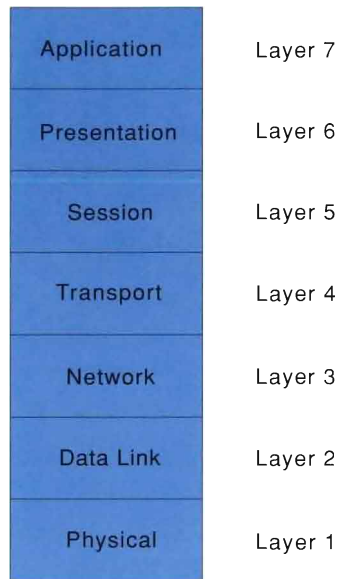 Application Layer 7
Presentation Layer 6
Session Layer 5
Transport Layer 4
Network Layer 3
Data Link Layer 2
Physical Layer 1